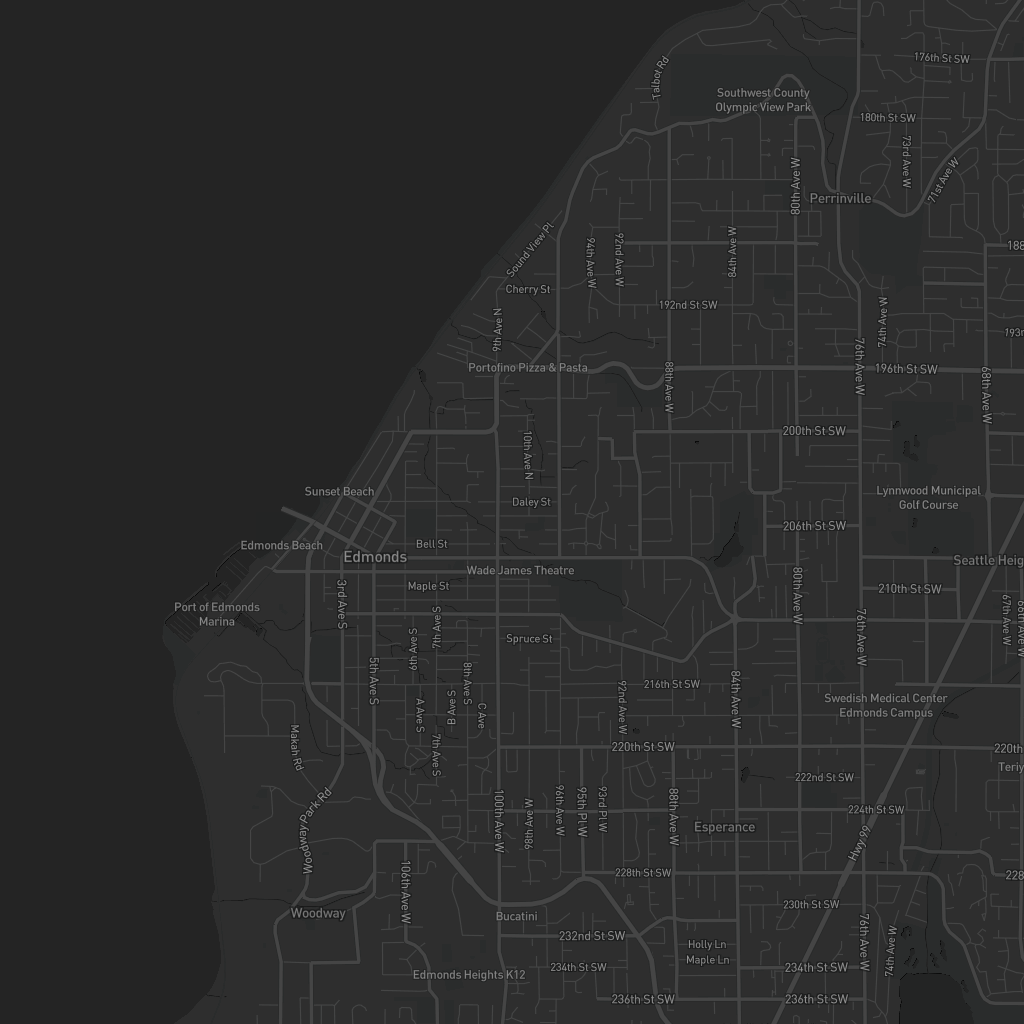 176th St SW
Talbot Rd
Southwest County
Olympic View Park
180th St SW
73rd Ave W
71st Ave W
80th Ave W
Perrinville
Sound View Pl
94th Ave W
92nd Ave W
84th Ave W
188
Cherry St
192nd St SW
74th Ave W
9th Ave N
193r
76th Ave W
Portofino Pizza & Pasta
88th Ave W
196th St SW
68th Ave W
200th St SW
10th Ave N
Sunset Beach
Daley St
Lynnwood Municipal
Golf Course
206th St SW
Edmonds Beach
Bell St
Edmonds
Wade James Theatre
Seattle Heig
Maple St
3rd Ave S
80th Ave W
210th St SW
Port of Edmonds
Marina
7th Ave S
6th Ave S
Spruce St
76th Ave W
67th Ave W
66th Ave W
5th Ave S
8th Ave S
216th St SW
84th Ave W
92nd Ave W
A Ave S
B Ave S
C Ave
Swedish Medical Center
Edmonds Campus
Makah Rd
7th Ave S
220th St SW
220th
Teriy
222nd St SW
100th Ave W
98th Ave W
96th Ave W
95th Pl W
93rd Pl W
88th Ave W
224th St SW
Esperance
Woodway Park Rd
Hwy 99
106th Ave W
228th St SW
228
230th St SW
Woodway
Bucatini
232nd St SW
76th Ave W
74th Ave W
Holly Ln
Maple Ln
Edmonds Heights K12
234th St SW
234th St SW
236th St SW
236th St SW